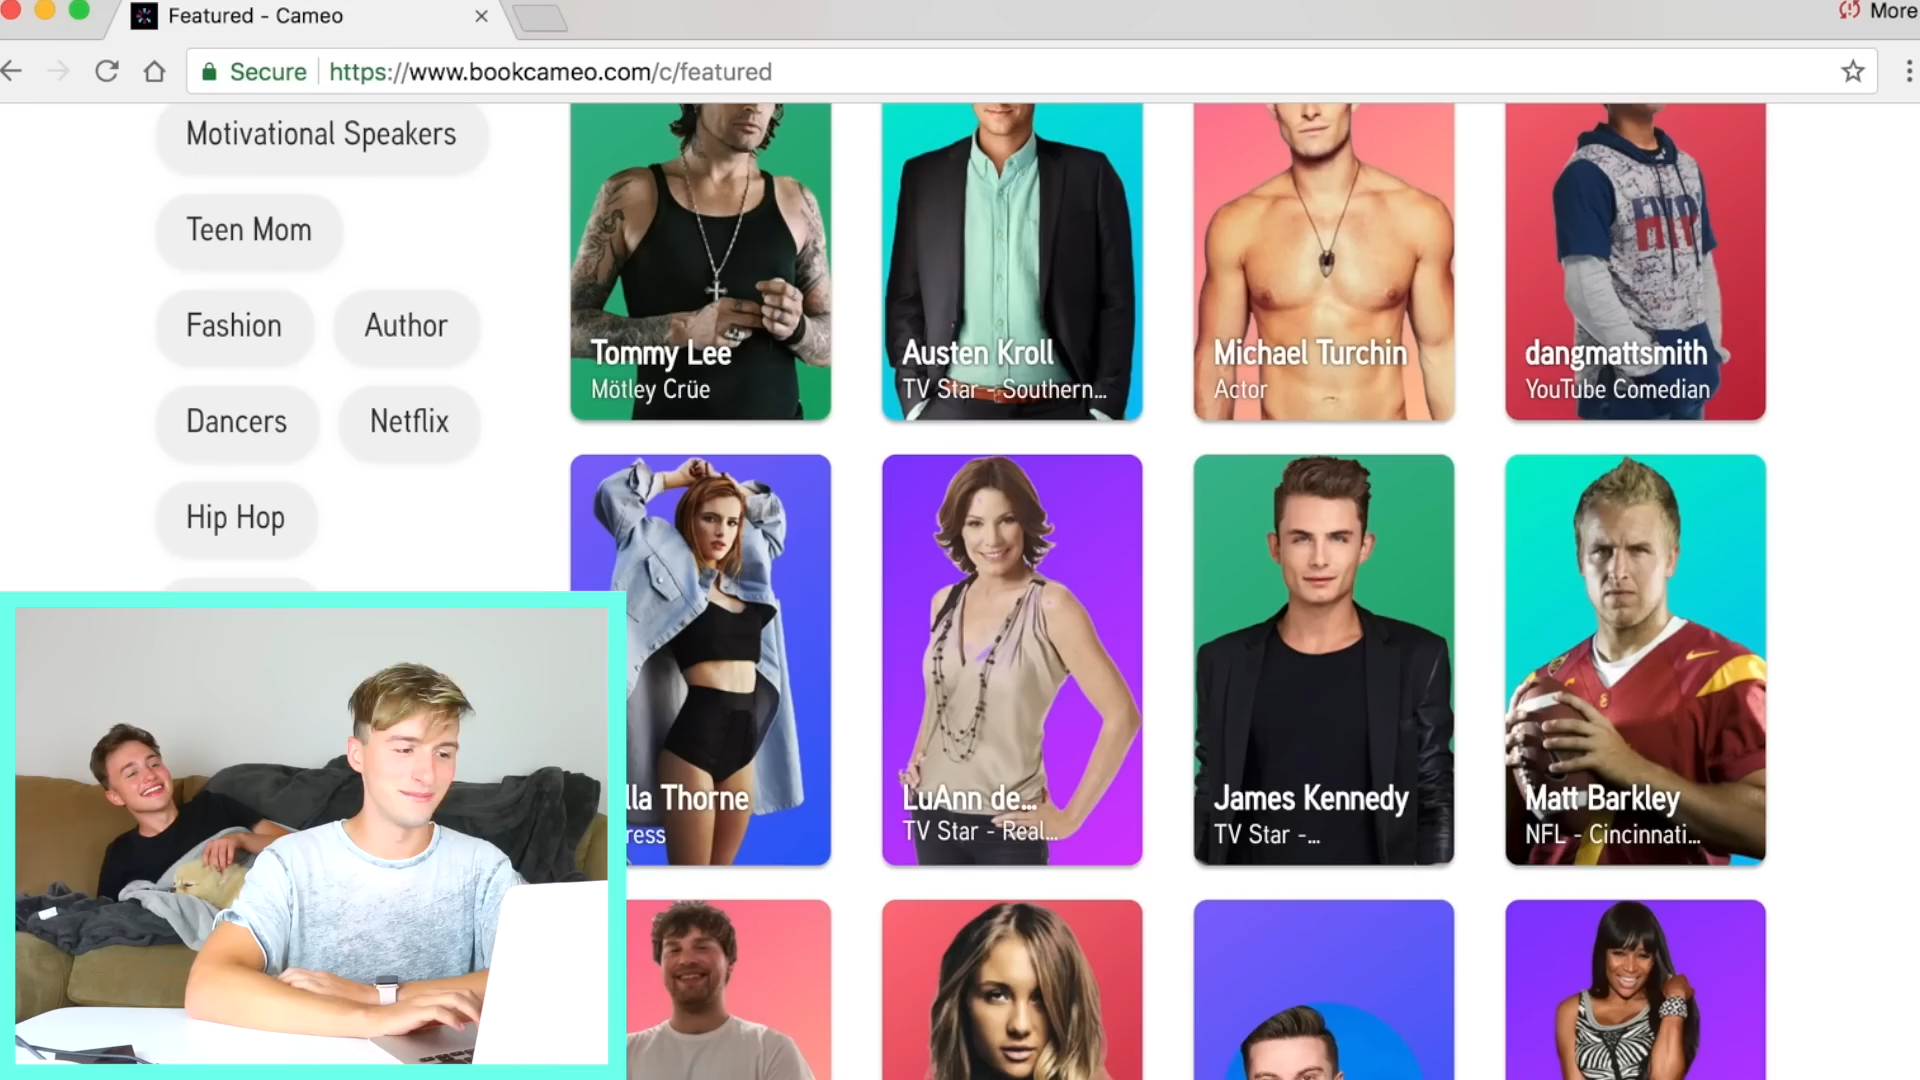 Featured - Cameo
More
Secure
https://www.bookcameo.com/c/featured
Motivational Speakers
Teen Mom
Fashion
Author
Dancers
Netflix
Hip Hop
Tommy Lee
Mötley Crüe
Austen Kroll
TV Star - Southern...
Michael Turchin
Actor
dangmattsmith
YouTube Comedian
lla Thorne
ress
LuAnn de...
TV Star - Real...
James Kennedy
TV Star -...
Matt Barkley
NFL - Cincinnati...